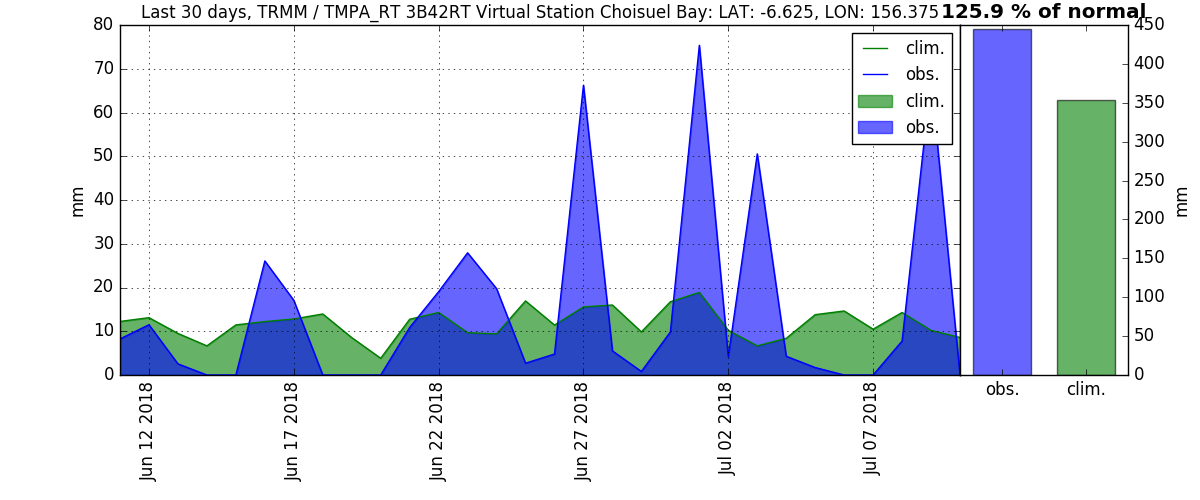 Last 30 days, TRMM / TMPA_RT 3B42RT Virtual Station Choisuel Bay: LAT: -6.625, LON: 156.375
125.9 % of normal
80
70
60
50
40
30
20
10
0
mm
clim.
obs.
clim.
obs.
450
400
350
300
250
200
150
100
50
0
mm
Jun 12 2018
Jun 17 2018
Jun 22 2018
Jun 27 2018
Jul 02 2018
Jul 07 2018
obs.
clim.